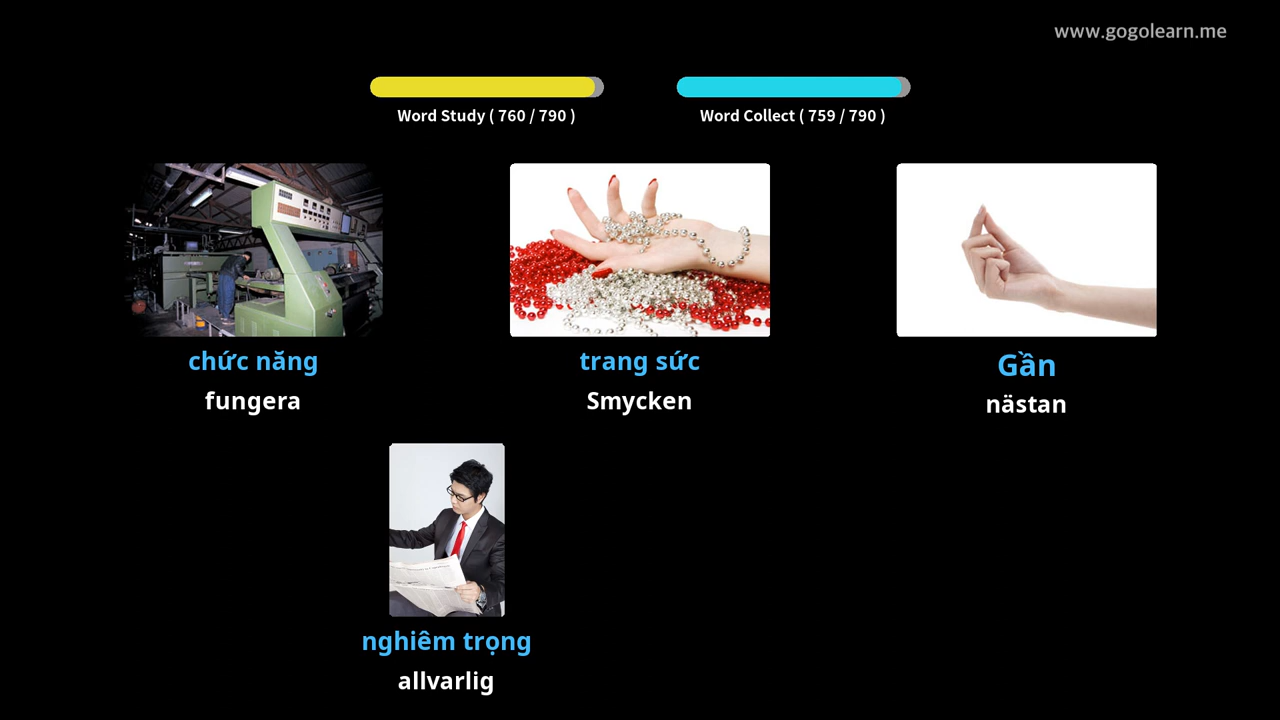 www.gogolearn.me
Word Study ( 760 / 790 )
Word Collect ( 759 / 790 )
chức năng
fungera
trang sức
Smycken
Gần
nästan
nghiêm trọng
allvarlig